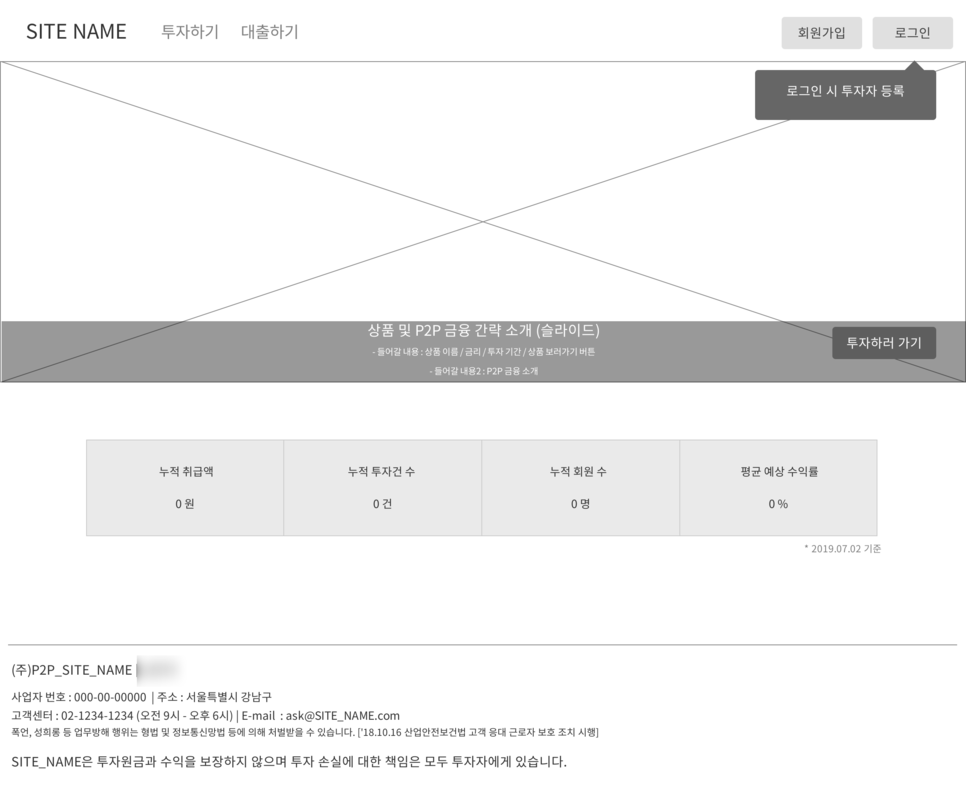 SITE NAME 투자하기 대출하기 회원가입 로그인
로그인 시 투자자 등록
상품 및 P2P 금융 간략 소개 (슬라이드)
- 들어갈 내용 : 상품 이름 / 금리 / 투자 기간 / 상품 보러가기 버튼
- 들어갈 내용2 : P2P 금융 소개
투자하러 가기
누적 취급액 누적 투자건 수 누적 회원 수 평균 예상 수익률
0 원 0 건 0 명 0 %
* 2019.07.02 기준
(주)P2P_SITE_NAME
사업자 번호 : 000-00-00000 | 주소 : 서울특별시 강남구
고객센터 : 02-1234-1234 (오전 9시 - 오후 6시) | E-mail : ask@SITE_NAME.com
폭언, 성희롱 등 업무방해 행위는 형법 및 정보통신망법 등에 의해 처벌받을 수 있습니다. ['18.10.16 산업안전보건법 고객 응대 근로자 보호 조치 시행]
SITE_NAME은 투자원금과 수익을 보장하지 않으며 투자 손실에 대한 책임은 모두 투자자에게 있습니다.